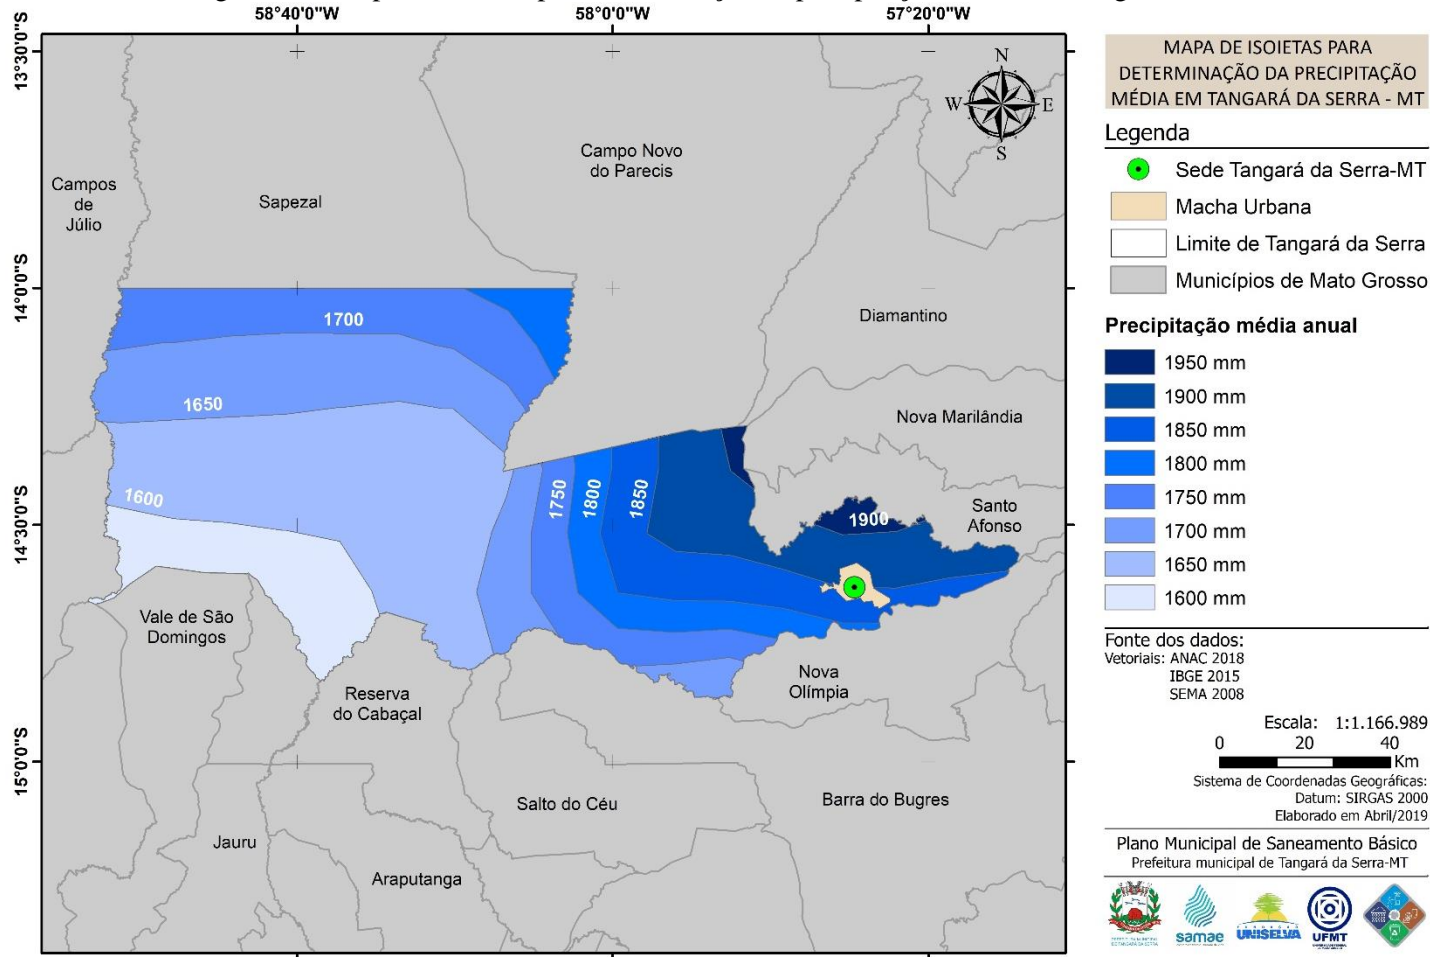 58°40'0"W
58°0'0"W
57°20'0"W
13°30'0"S
14°0'0"S
14°30'0"S
15°0'0"S
N
W
E
S
Campos
de
Júlio
Sapezal
Campo Novo
do Parecis
Diamantino
Nova Marilândia
Santo
Afonso
1700
1650
1600
1750
1800
1850
1900
Vale de São
Domingos
Reserva
do Cabaçal
Nova
Olímpia
Salto do Céu
Barra do Bugres
Jauru
Araputanga
MAPA DE ISOIETAS PARA
DETERMINAÇÃO DA PRECIPITAÇÃO
MÉDIA EM TANGARÁ DA SERRA - MT
Legenda
Sede Tangará da Serra-MT
Macha Urbana
Limite de Tangará da Serra
Municípios de Mato Grosso
Precipitação média anual
1950 mm
1900 mm
1850 mm
1800 mm
1750 mm
1700 mm
1650 mm
1600 mm
Fonte dos dados:
Vetoriais: ANAC 2018
IBGE 2015
SEMA 2008
Escala: 1:1.166.989
0 20 40
Km
Sistema de Coordenadas Geográficas:
Datum: SIRGAS 2000
Elaborado em Abril/2019
Plano Municipal de Saneamento Básico
Prefeitura municipal de Tangará da Serra-MT
samae
UNISELVA
UFMT